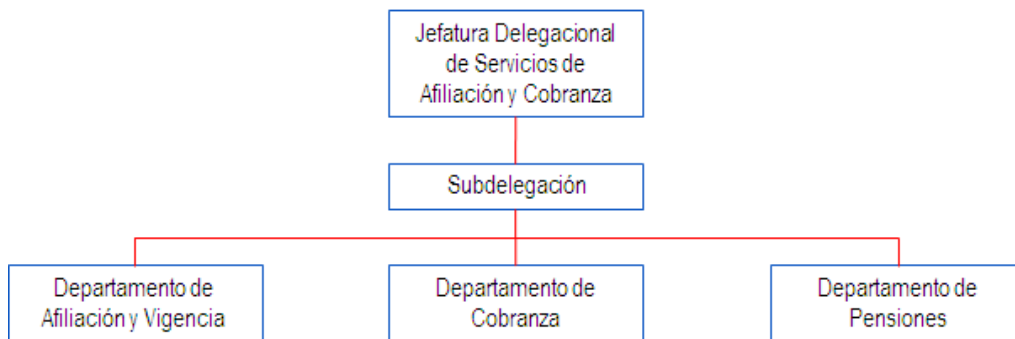 Jefatura Delegacional
de Servicios de
Afiliación y Cobranza
Subdelegación
Departamento de
Afiliación y Vigencia
Departamento de
Cobranza
Departamento de
Pensiones